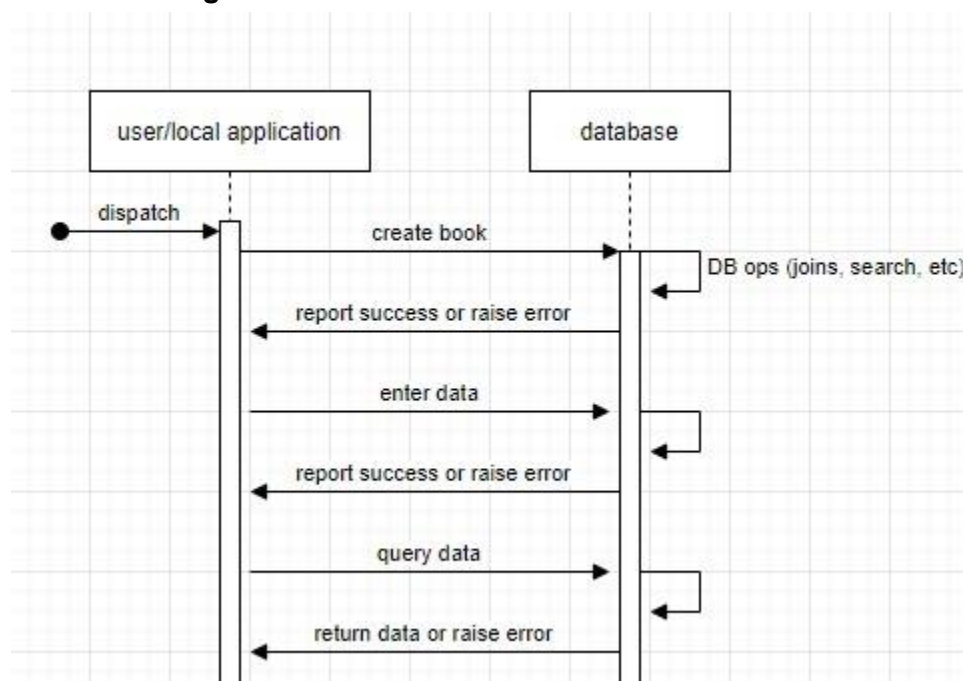 user/local application
database
dispatch
create book
DB ops (joins, search, etc)
report success or raise error
enter data
report success or raise error
query data
return data or raise error